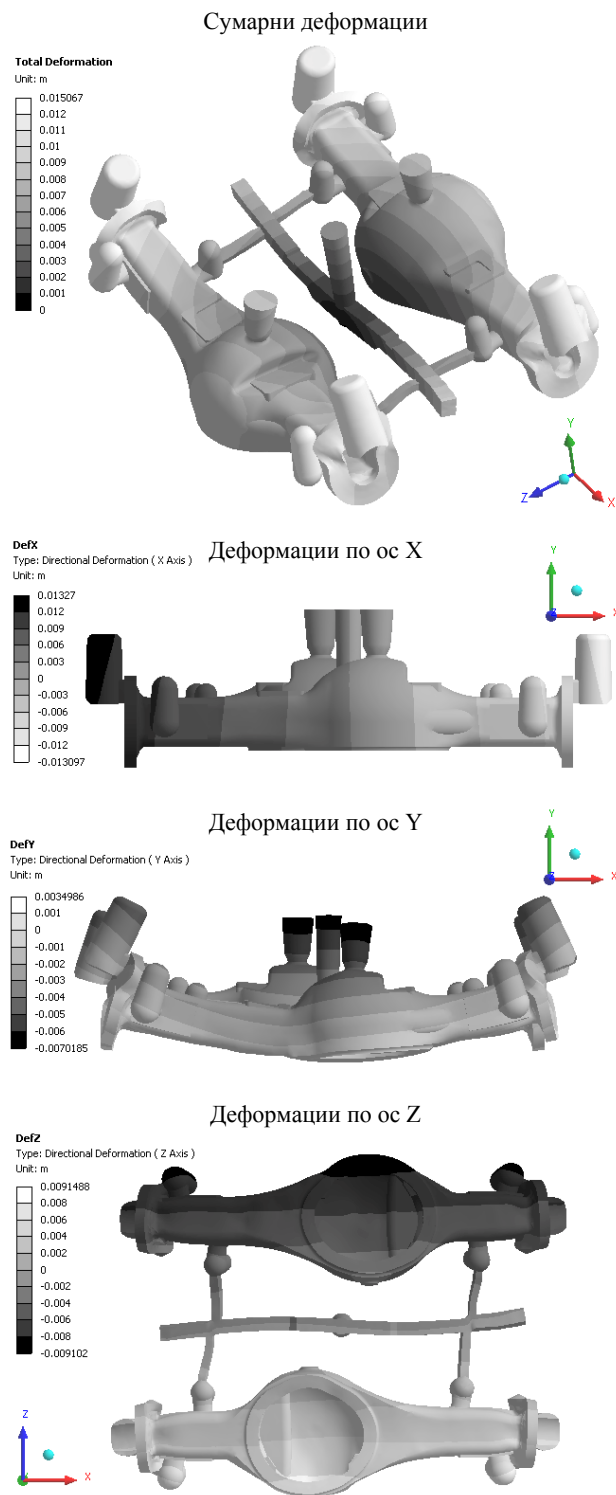 Сумарни деформации
Total Deformation
Unit: m
0.015067
0.012
0.011
0.01
0.009
0.008
0.007
0.006
0.005
0.004
0.003
0.002
0.001
0
Y
Z
X
Деформации по ос X
DefX
Type: Directional Deformation ( X Axis )
Unit: m
0.01327
0.012
0.009
0.006
0.003
0
-0.003
-0.006
-0.009
-0.012
-0.013097
Y
Z
X
Деформации по ос Y
DefY
Type: Directional Deformation ( Y Axis )
Unit: m
0.0034986
0.001
0
-0.001
-0.002
-0.003
-0.004
-0.005
-0.006
-0.0070185
Y
Z
X
Деформации по ос Z
DefZ
Type: Directional Deformation ( Z Axis )
Unit: m
0.0091488
0.008
0.006
0.004
0.002
0
-0.002
-0.004
-0.006
-0.008
-0.009102
Z
X